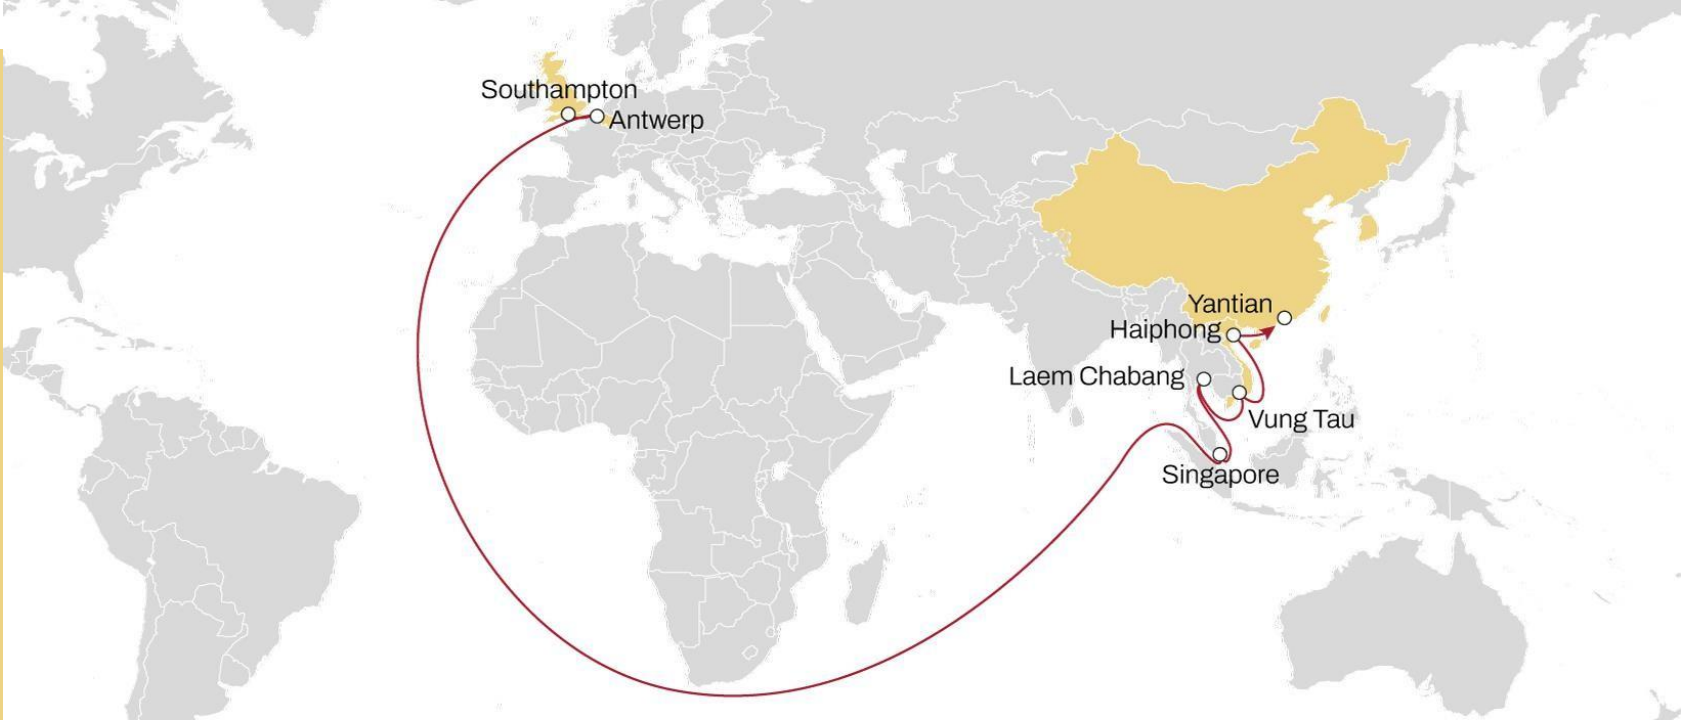 Southampton
Antwerp
Yantian
Haiphong
Laem Chabang
Vung Tau
Singapore